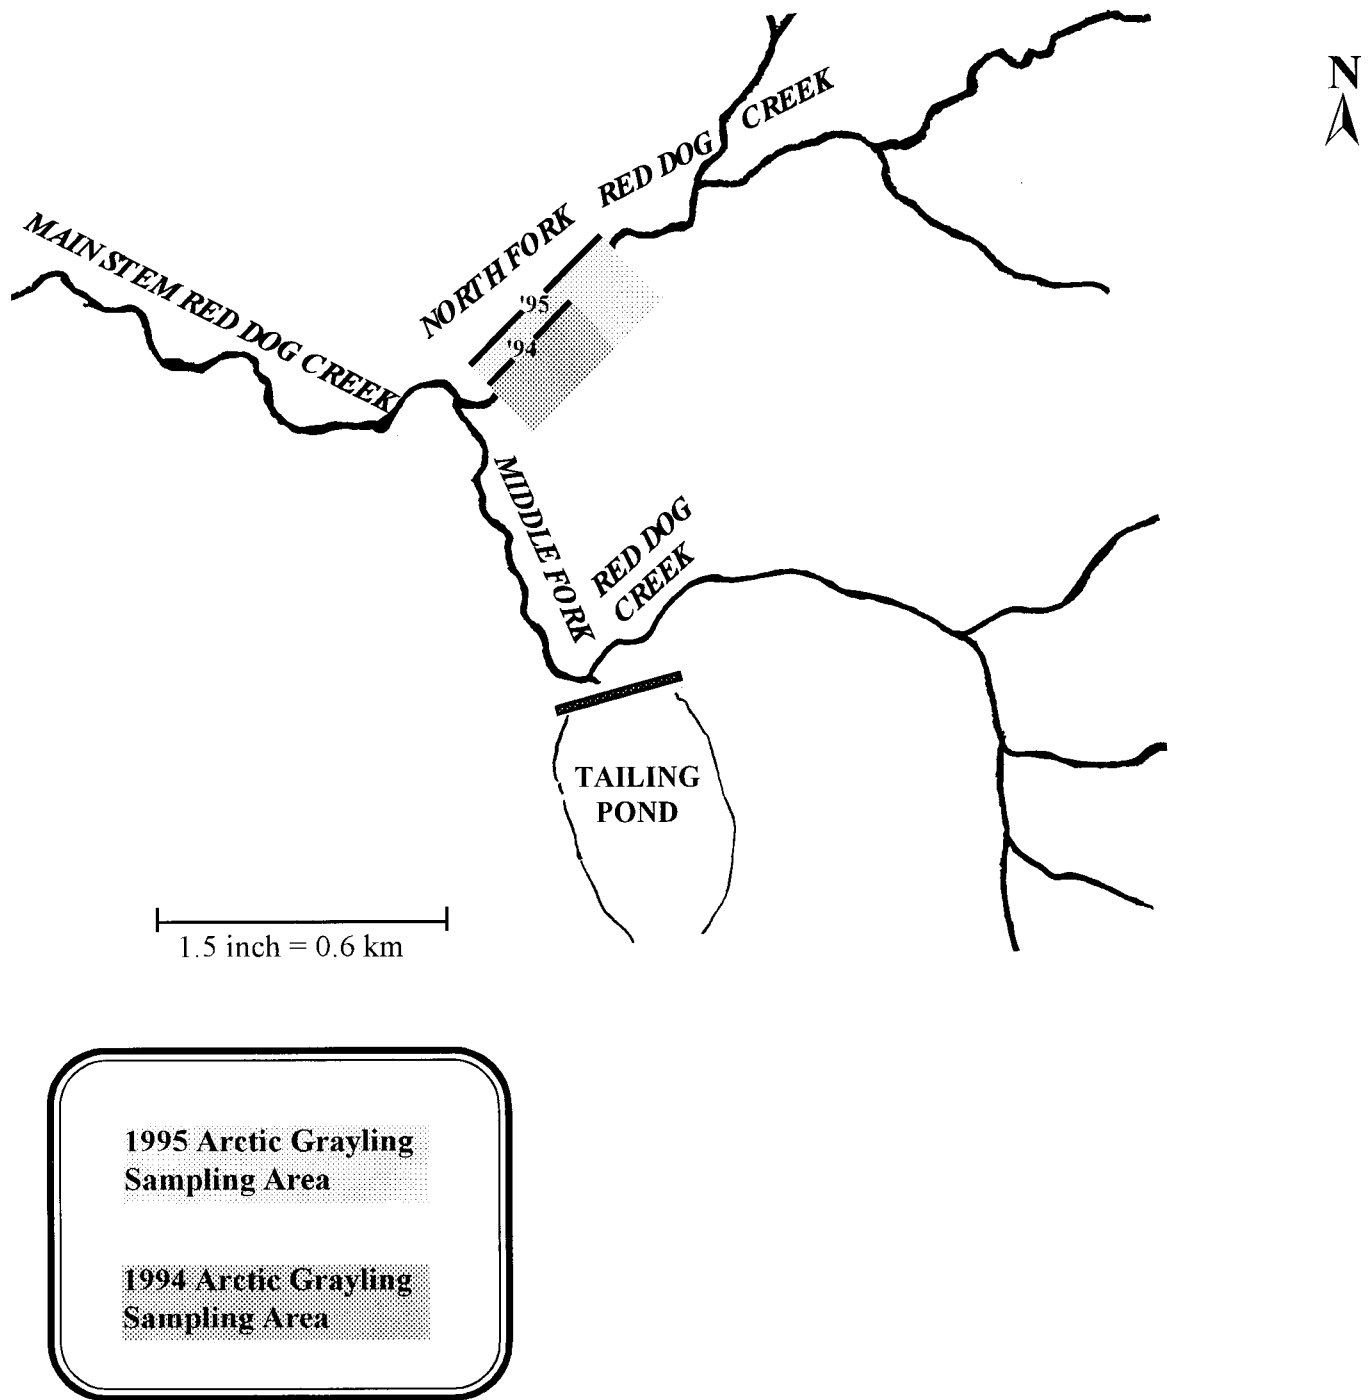 N
MAIN STEM RED DOG CREEK
NORTH FORK RED DOG CREEK
'95
'94
MIDDLE FORK
RED DOG
CREEK
TAILING
POND
1.5 inch = 0.6 km
1995 Arctic Grayling
Sampling Area
1994 Arctic Grayling
Sampling Area